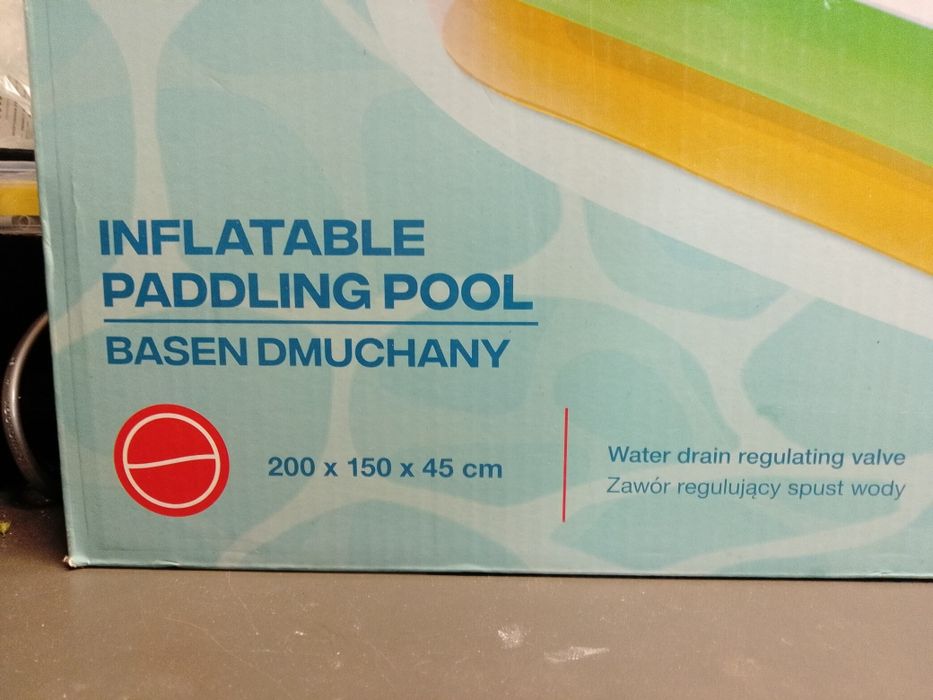 INFLATABLE
PADDLING POOL
BASEN DMUCHANY
200 x 150 x 45 cm
Water drain regulating valve
Zawór regulujący spust wody